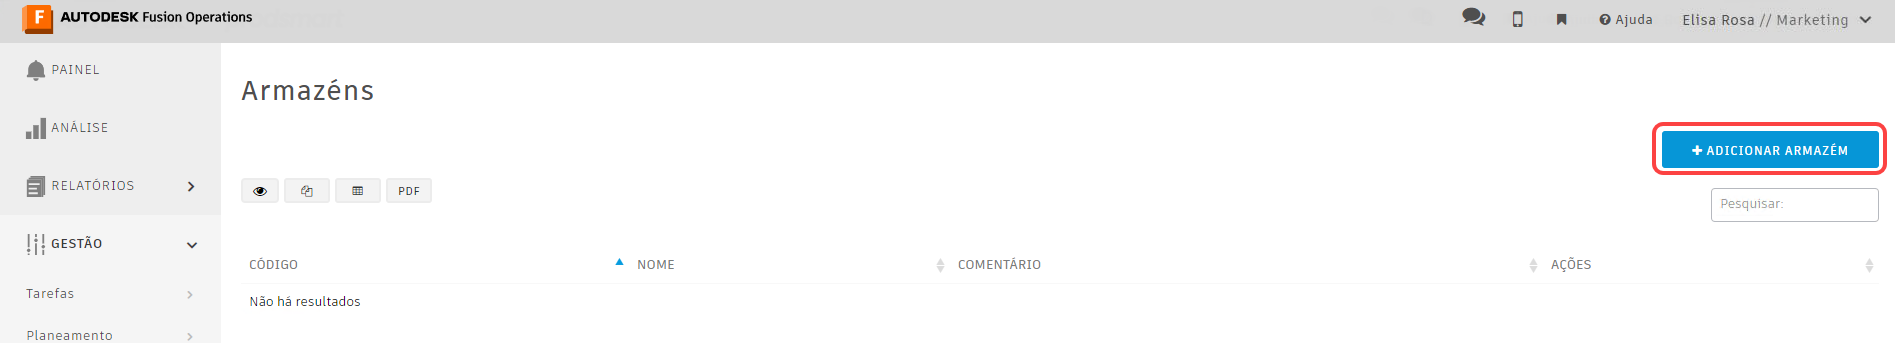 AUTODESK Fusion Operations
Ajuda
Elisa Rosa // Marketing
PAINEL
ANÁLISE
RELATÓRIOS
GESTÃO
Tarefas
Planeamento
Armazéns
+ ADICIONAR ARMAZÉM
PDF
Pesquisar:
CÓDIGO NOME COMENTÁRIO AÇÕES
Não há resultados